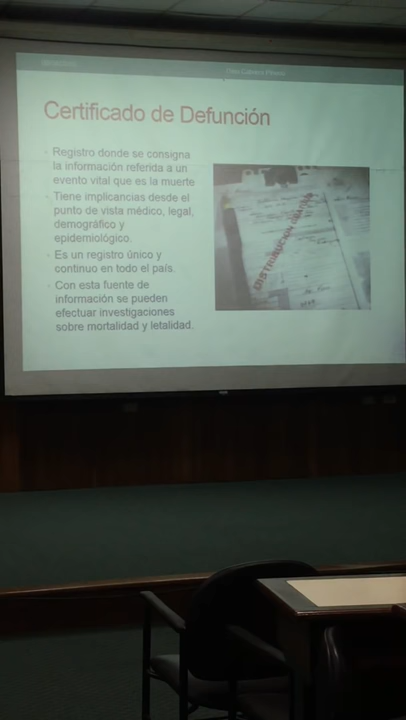 Certificado de Defunción
Registro donde se consigna
la información referida a un
evento vital que es la muerte
Tiene implicancias desde el
punto de vista médico, legal,
demográfico y
epidemiológico.
Es un registro único y
continuo en todo el país.
Con esta fuente de
información se pueden
efectuar investigaciones
sobre mortalidad y letalidad.
DISTRIBUCION GRATUITA